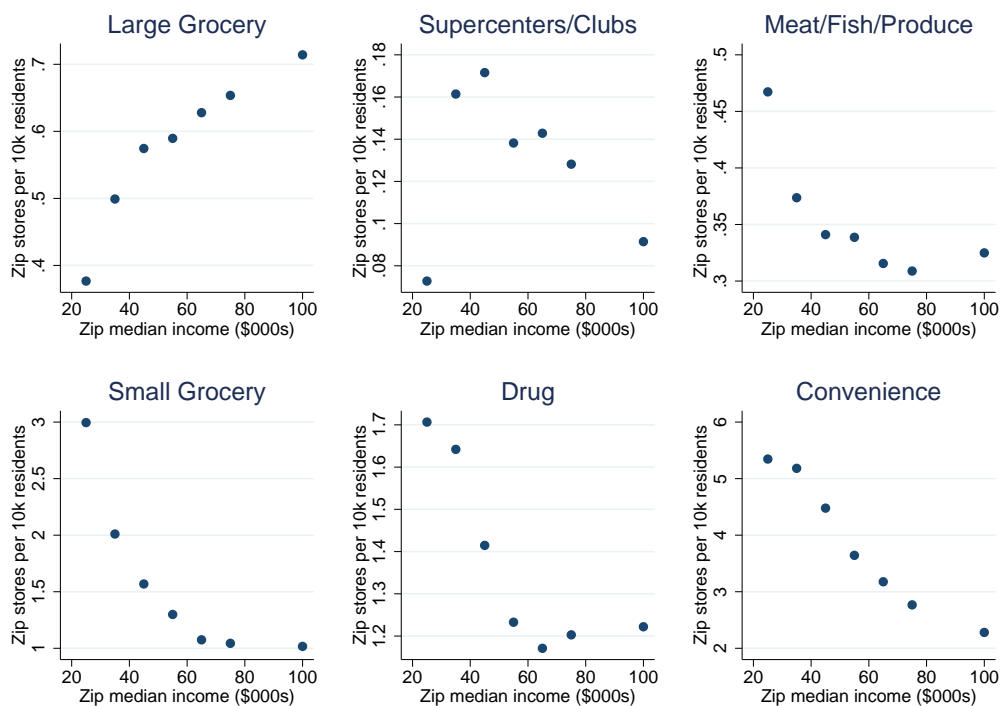 Large Grocery
Zip stores per 10k residents
.7
.6
.5
.4
20 40 60 80 100
Zip median income ($000s)
Supercenters/Clubs
Zip stores per 10k residents
.18
.16
.14
.12
.1
.08
20 40 60 80 100
Zip median income ($000s)
Meat/Fish/Produce
Zip stores per 10k residents
.5
.45
.4
.35
.3
20 40 60 80 100
Zip median income ($000s)
Small Grocery
Zip stores per 10k residents
3
2.5
2
1.5
1
20 40 60 80 100
Zip median income ($000s)
Drug
Zip stores per 10k residents
1.7
1.6
1.5
1.4
1.3
1.2
20 40 60 80 100
Zip median income ($000s)
Convenience
Zip stores per 10k residents
6
5
4
3
2
20 40 60 80 100
Zip median income ($000s)